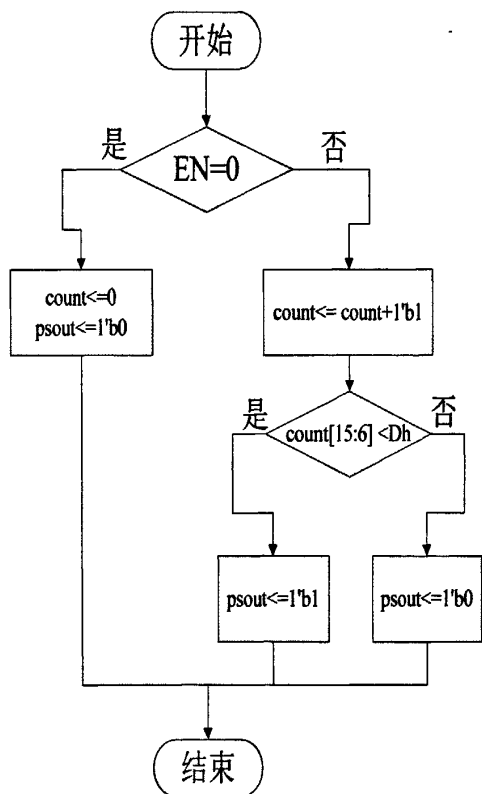 开始
是
否
EN=0
count<=0
psout<=1'b0
count<= count+1'b1
是
否
count[15:6] <Dh
psout<=1'b1
psout<=1'b0
结束